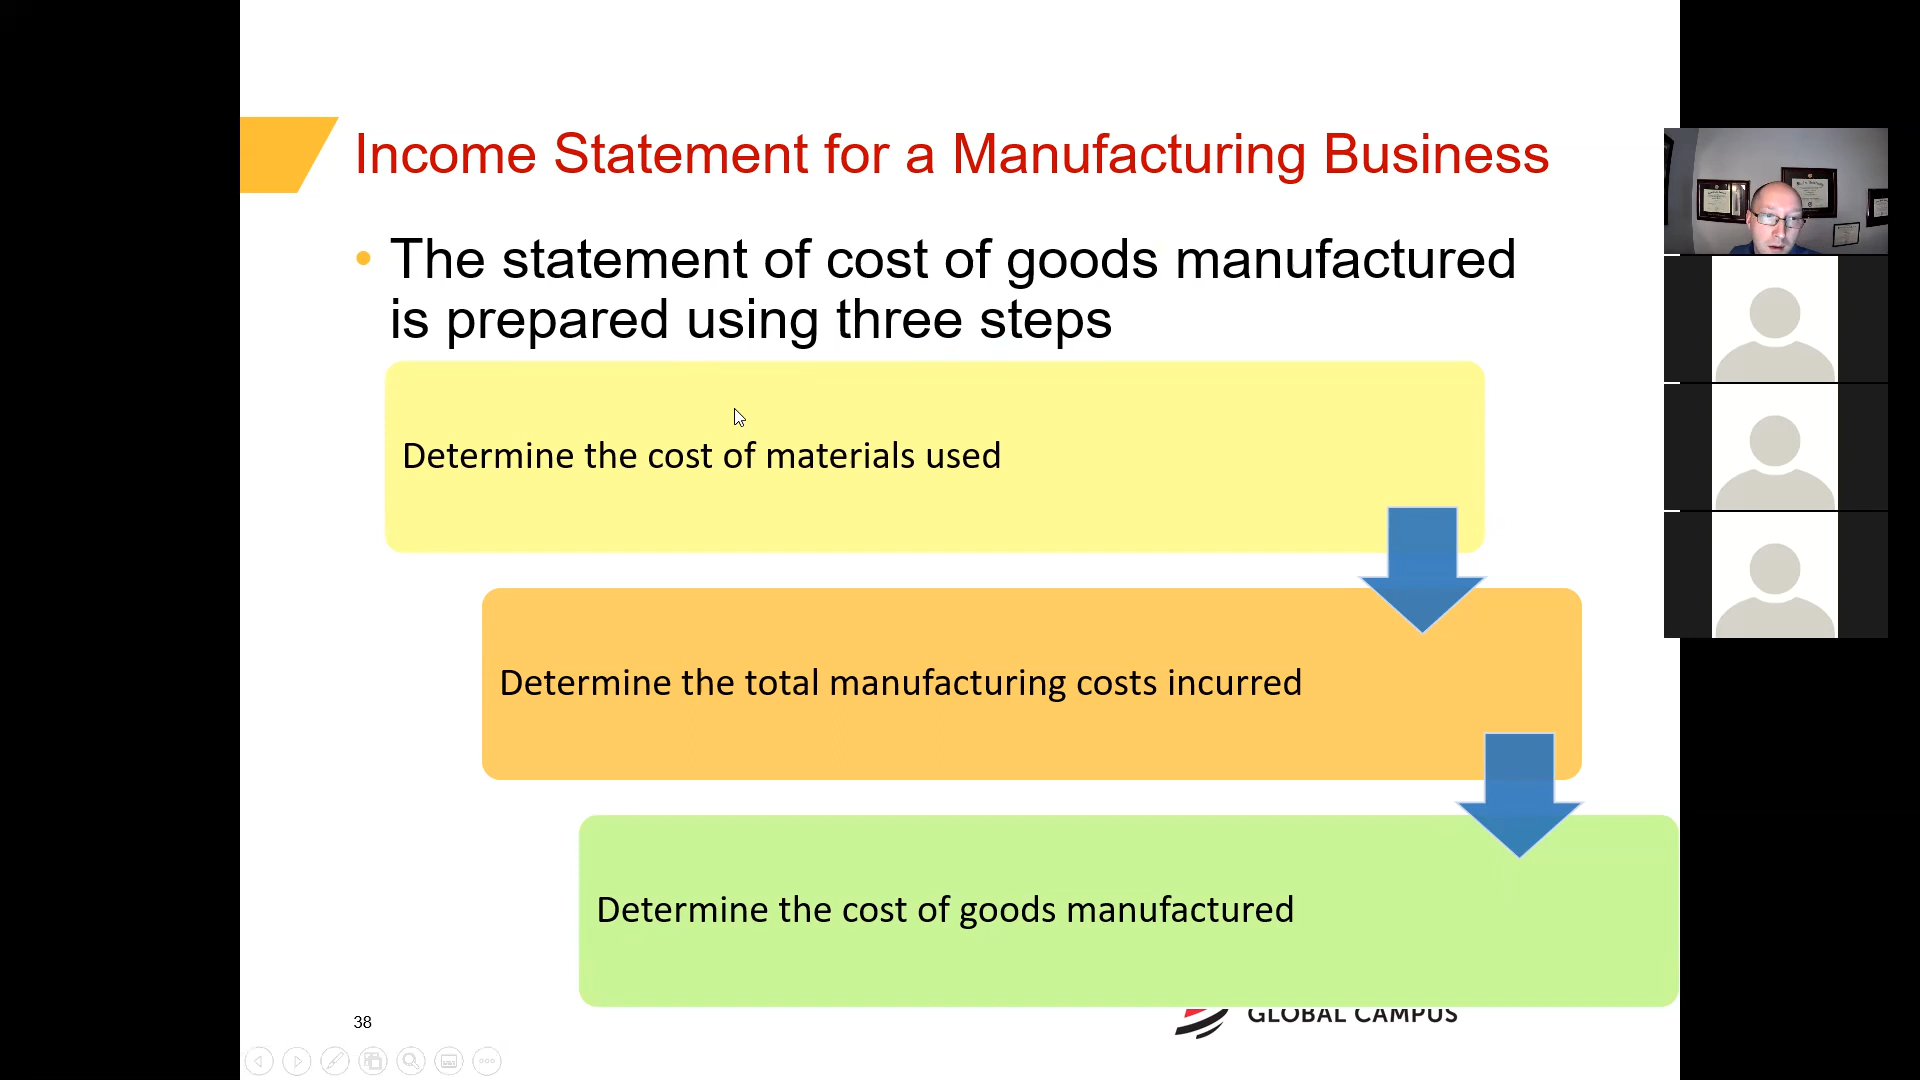 Income Statement for a Manufacturing Business
• The statement of cost of goods manufactured
is prepared using three steps
Determine the cost of materials used
Determine the total manufacturing costs incurred
Determine the cost of goods manufactured
38
GLOBAL CAMPUS